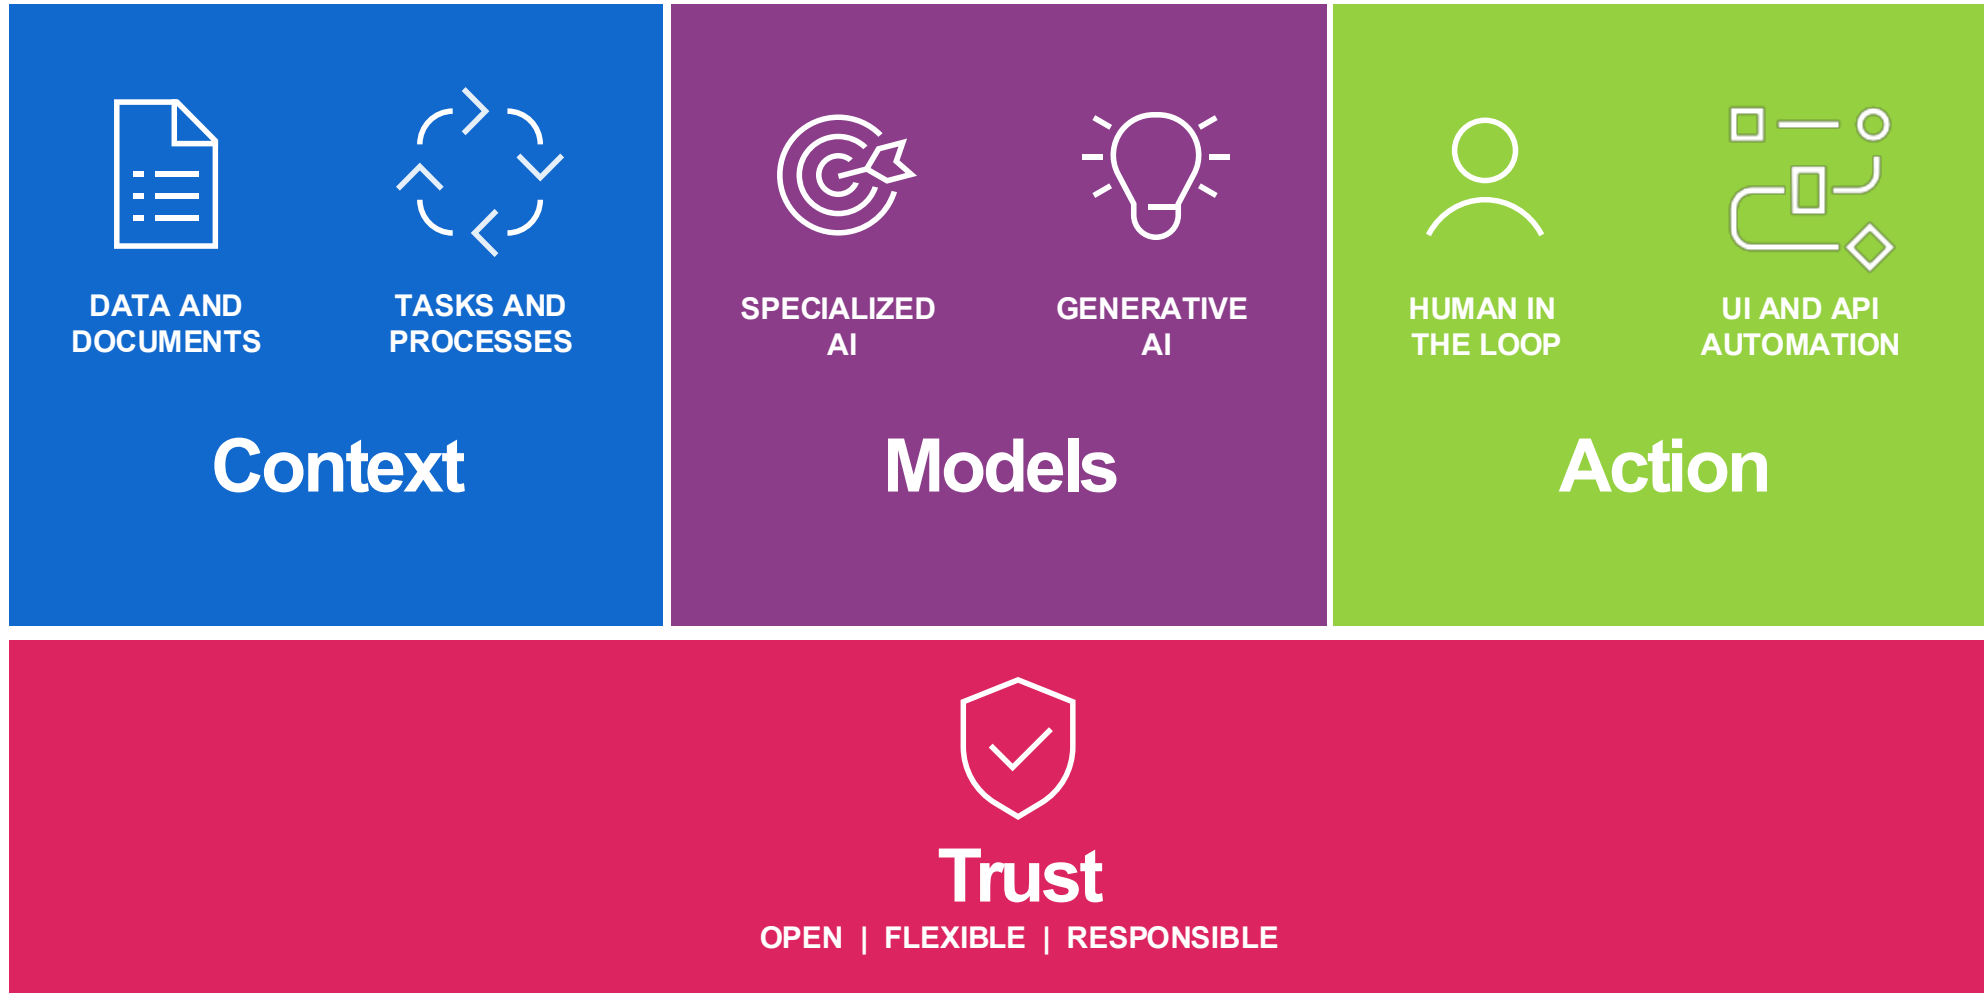 DATA AND
DOCUMENTS
TASKS AND
PROCESSES
Context
SPECIALIZED
AI
GENERATIVE
AI
Models
HUMAN IN
THE LOOP
UI AND API
AUTOMATION
Action
Trust
OPEN | FLEXIBLE | RESPONSIBLE